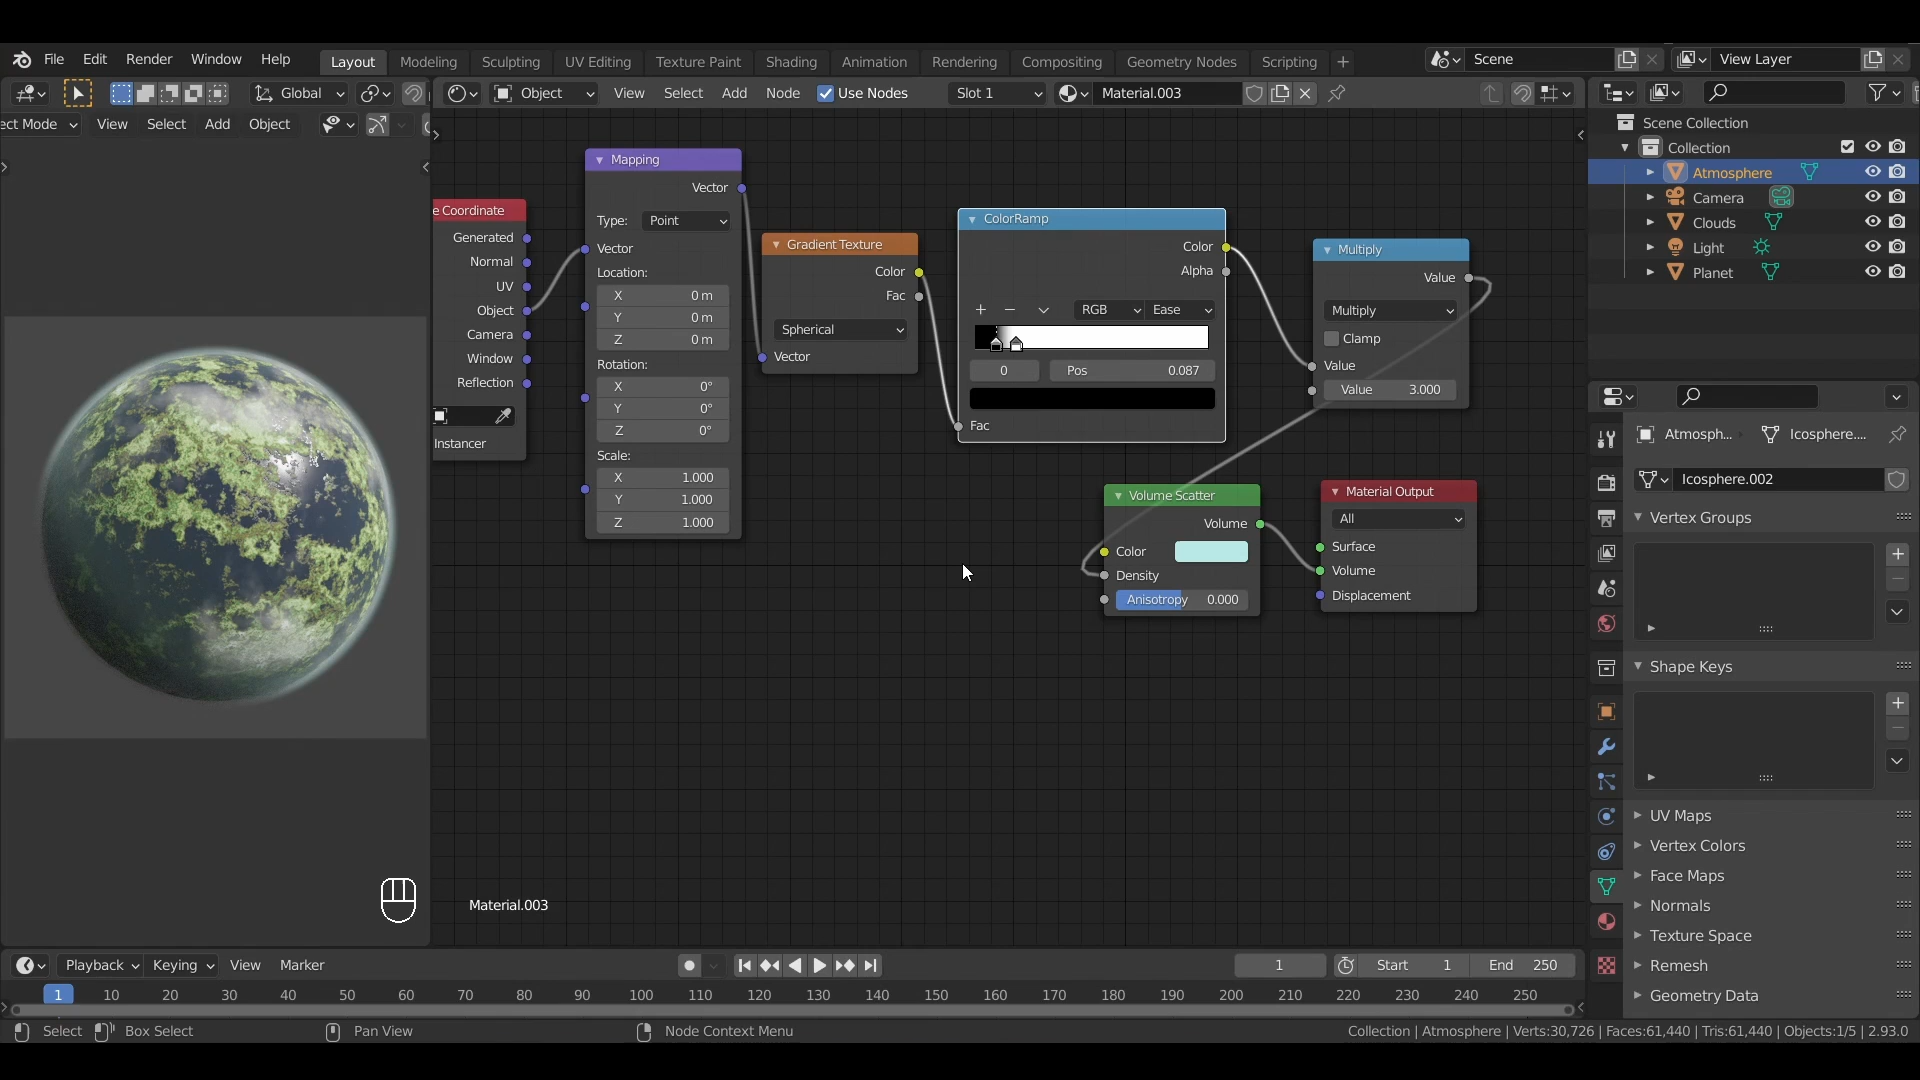 File Edit Render Window Help Layout Modeling Sculpting UV Editing Texture Paint Shading Animation Rendering Compositing Geometry Nodes Scripting + Scene View Layer
Global Object View Select Add Node Use Nodes Slot 1 Material.003
ect Mode View Select Add Object
Scene Collection
Collection
Atmosphere
Camera
Clouds
Light
Planet
e Coordinate
Generated
Normal
UV
Object
Camera
Window
Reflection
Instancer
Mapping
Vector
Type: Point
Vector
Location:
X 0 m
Y 0 m
Z 0 m
Rotation:
X 0°
Y 0°
Z 0°
Scale:
X 1.000
Y 1.000
Z 1.000
Gradient Texture
Color
Fac
Spherical
Vector
ColorRamp
Color
Alpha
+ − RGB Ease
0 Pos 0.087
Fac
Multiply
Value
Multiply
Clamp
Value
Value 3.000
Volume Scatter
Volume
Color
Density
Anisotropy 0.000
Material Output
All
Surface
Volume
Displacement
Material.003
Atmosph... Icosphere....
Icosphere.002
Vertex Groups
Shape Keys
UV Maps
Vertex Colors
Face Maps
Normals
Texture Space
Remesh
Geometry Data
Playback Keying View Marker 1 Start 1 End 250
1 10 20 30 40 50 60 70 80 90 100 110 120 130 140 150 160 170 180 190 200 210 220 230 240 250
Select Box Select Pan View Node Context Menu Collection | Atmosphere | Verts:30,726 | Faces:61,440 | Tris:61,440 | Objects:1/5 | 2.93.0